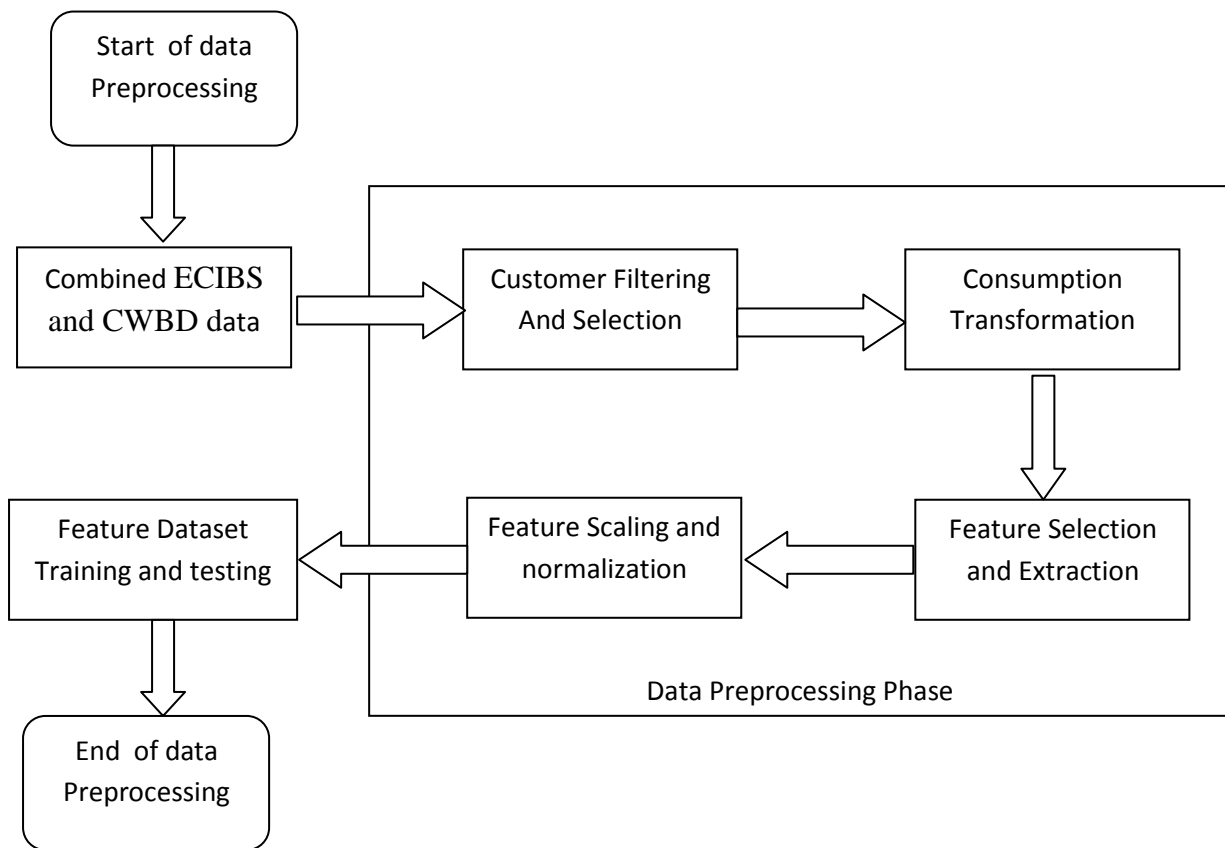 Start of data
Preprocessing
Combined ECIBS
and CWBD data
Customer Filtering
And Selection
Consumption
Transformation
Feature Selection
and Extraction
Feature Scaling and
normalization
Feature Dataset
Training and testing
Data Preprocessing Phase
End of data
Preprocessing